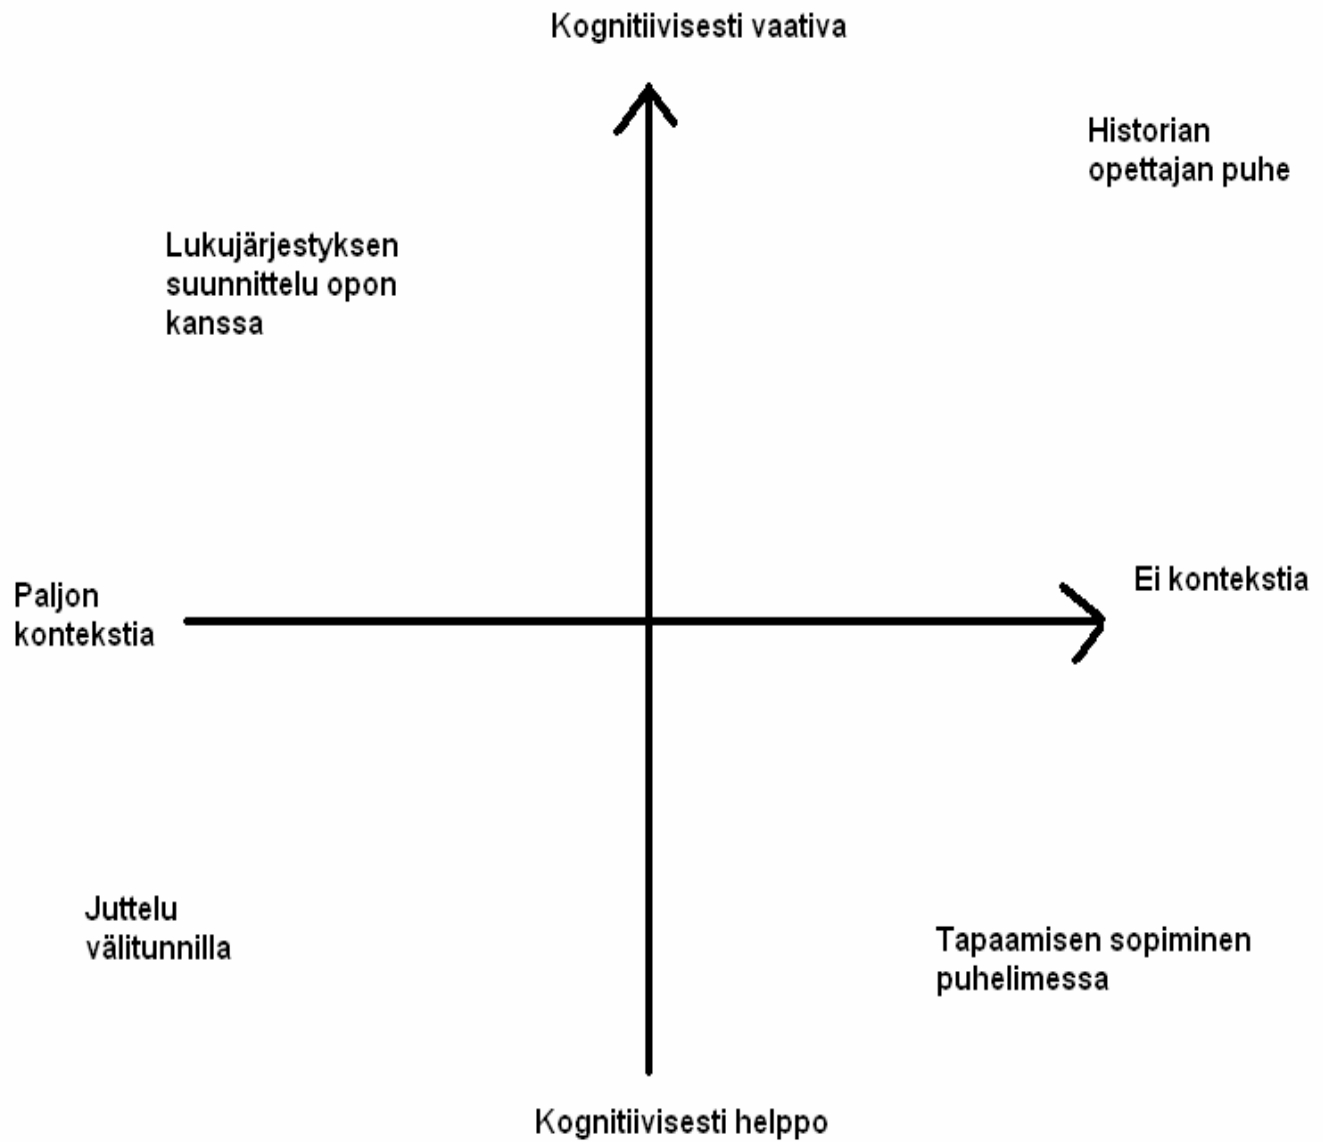 Kognitiivisesti vaativa
Historian
opettajan puhe
Lukujärjestyksen
suunnittelu opon
kanssa
Ei kontekstia
Paljon
kontekstia
Juttelu
välitunnilla
Tapaamisen sopiminen
puhelimessa
Kognitiivisesti helppo